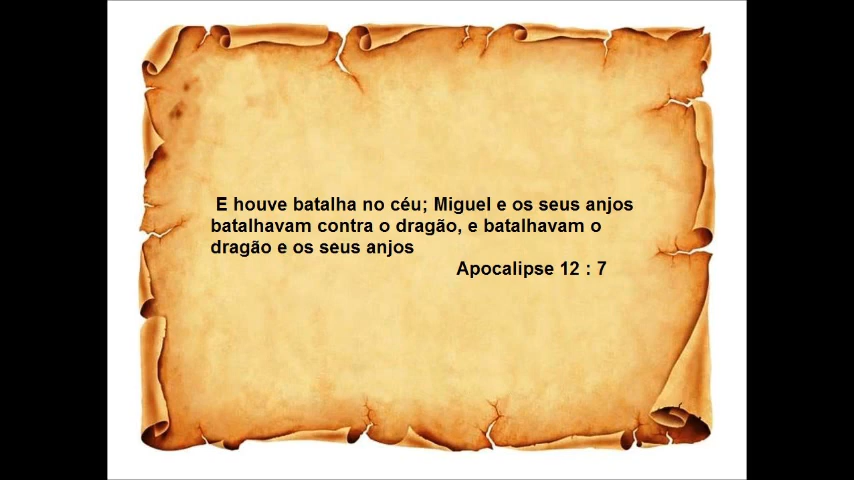 E houve batalha no céu; Miguel e os seus anjos
batalhavam contra o dragão, e batalhavam o
dragão e os seus anjos
Apocalipse 12 : 7